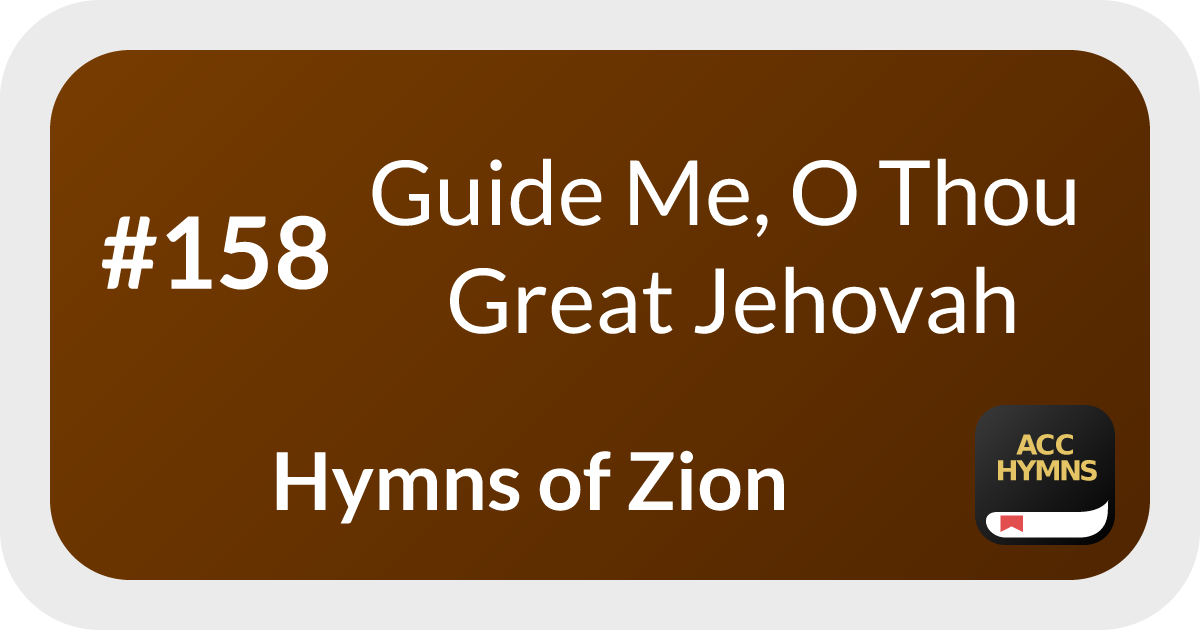 #158
Guide Me, O Thou
Great Jehovah
Hymns of Zion
ACC
HYMNS